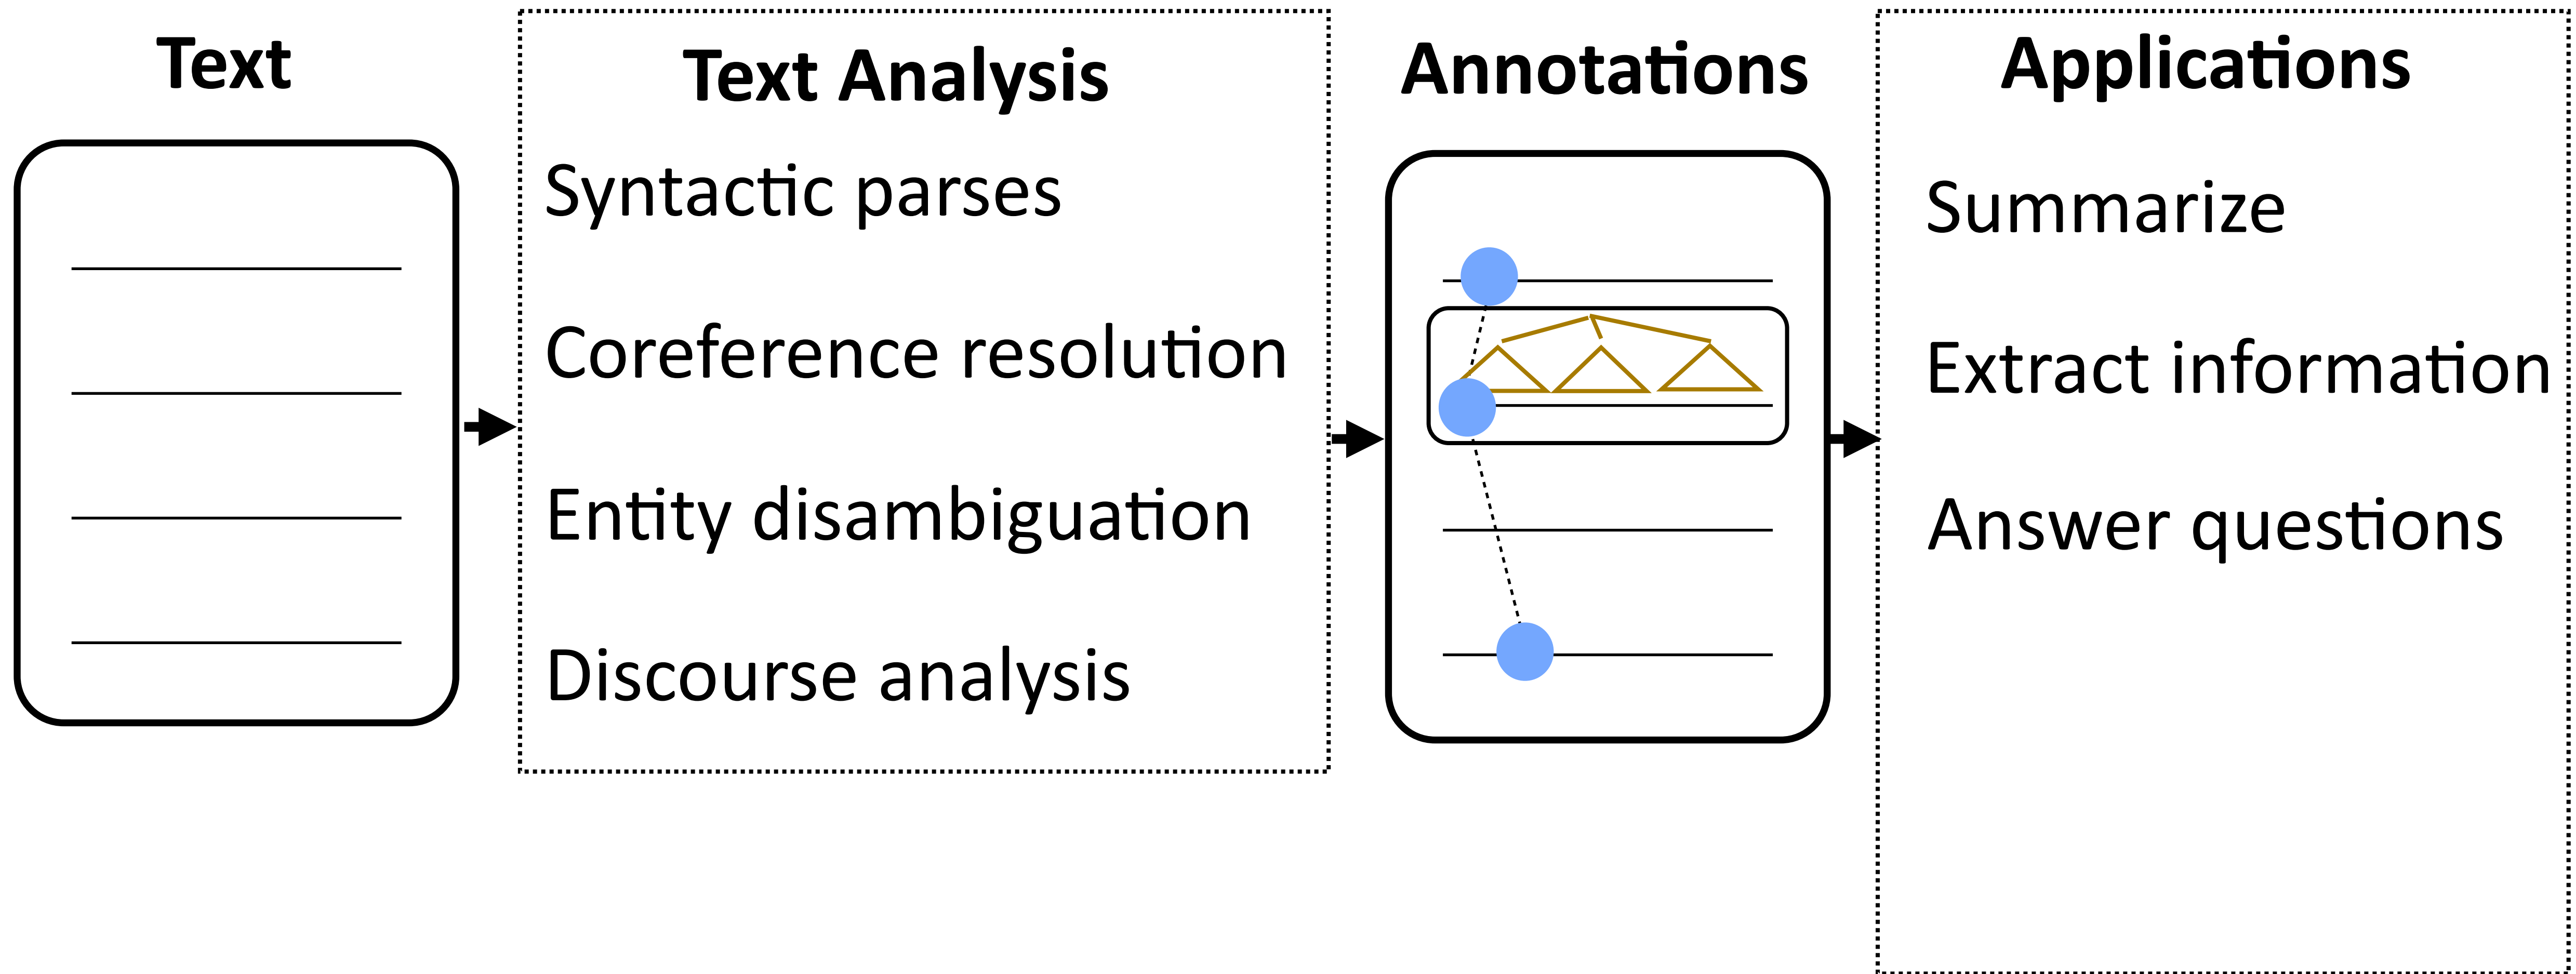 Text
Text Analysis
Syntactic parses
Coreference resolution
Entity disambiguation
Discourse analysis
Annotations
Applications
Summarize
Extract information
Answer questions